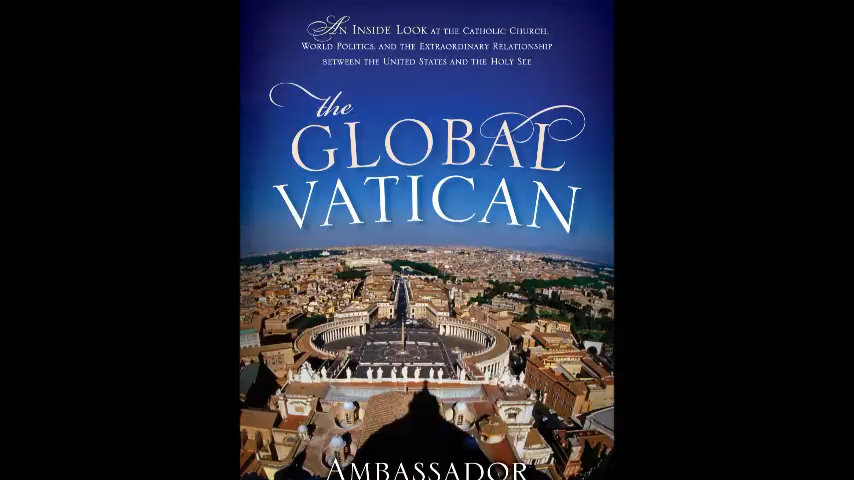 An Inside Look at the Catholic Church,
World Politics, and the Extraordinary Relationship
between the United States and the Holy See
the
GLOBAL
VATICAN
AMBASSADOR